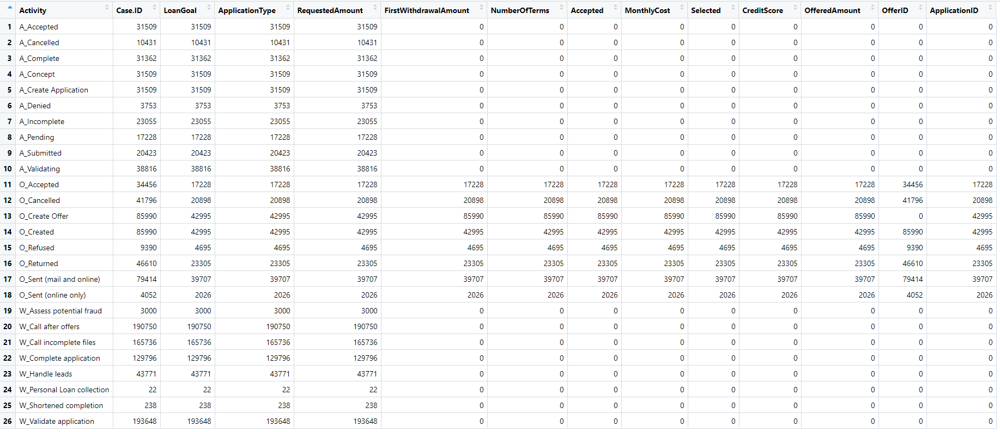 Activity Case.ID LoanGoal ApplicationType RequestedAmount FirstWithdrawalAmount NumberOfTerms Accepted MonthlyCost Selected CreditScore OfferedAmount OfferID ApplicationID
1 A_Accepted 31509 31509 31509 31509 0 0 0 0 0 0 0 0 0
2 A_Cancelled 10431 10431 10431 10431 0 0 0 0 0 0 0 0 0
3 A_Complete 31362 31362 31362 31362 0 0 0 0 0 0 0 0 0
4 A_Concept 31509 31509 31509 31509 0 0 0 0 0 0 0 0 0
5 A_Create Application 31509 31509 31509 31509 0 0 0 0 0 0 0 0 0
6 A_Denied 3753 3753 3753 3753 0 0 0 0 0 0 0 0 0
7 A_Incomplete 23055 23055 23055 23055 0 0 0 0 0 0 0 0 0
8 A_Pending 17228 17228 17228 17228 0 0 0 0 0 0 0 0 0
9 A_Submitted 20423 20423 20423 20423 0 0 0 0 0 0 0 0 0
10 A_Validating 38816 38816 38816 38816 0 0 0 0 0 0 0 0 0
11 O_Accepted 34456 17228 17228 17228 17228 17228 17228 17228 17228 17228 17228 34456 17228
12 O_Cancelled 41796 20898 20898 20898 20898 20898 20898 20898 20898 20898 20898 41796 20898
13 O_Create Offer 85990 42995 42995 42995 85990 85990 85990 85990 85990 85990 85990 0 42995
14 O_Created 85990 42995 42995 42995 42995 42995 42995 42995 42995 42995 42995 85990 42995
15 O_Refused 9390 4695 4695 4695 4695 4695 4695 4695 4695 4695 4695 9390 4695
16 O_Returned 46610 23305 23305 23305 23305 23305 23305 23305 23305 23305 23305 46610 23305
17 O_Sent (mail and online) 79414 39707 39707 39707 39707 39707 39707 39707 39707 39707 39707 79414 39707
18 O_Sent (online only) 4052 2026 2026 2026 2026 2026 2026 2026 2026 2026 2026 4052 2026
19 W_Assess potential fraud 3000 3000 3000 3000 0 0 0 0 0 0 0 0 0
20 W_Call after offers 190750 190750 190750 190750 0 0 0 0 0 0 0 0 0
21 W_Call incomplete files 165736 165736 165736 165736 0 0 0 0 0 0 0 0 0
22 W_Complete application 129796 129796 129796 129796 0 0 0 0 0 0 0 0 0
23 W_Handle leads 43771 43771 43771 43771 0 0 0 0 0 0 0 0 0
24 W_Personal Loan collection 22 22 22 22 0 0 0 0 0 0 0 0 0
25 W_Shortened completion 238 238 238 238 0 0 0 0 0 0 0 0 0
26 W_Validate application 193648 193648 193648 193648 0 0 0 0 0 0 0 0 0